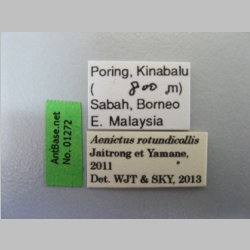 Poring, Kinabalu
( 800 m)
Sabah, Borneo
E. Malaysia
AntBase.net
No. 01272
Aenictus rotundicollis
Jaitrong et Yamane,
2011
Det. WJT & SKY, 2013